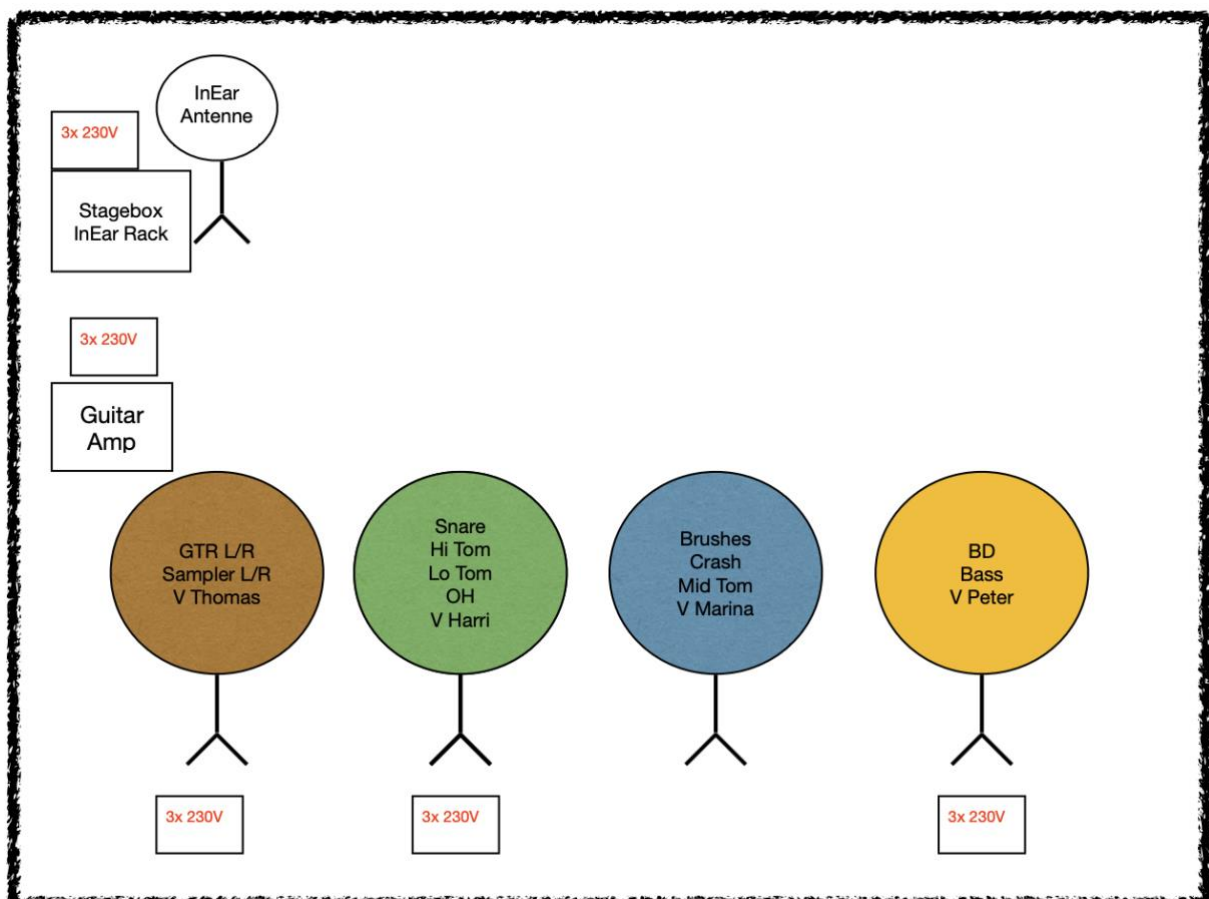 InEar
Antenne
3x 230V
Stagebox
InEar Rack
3x 230V
Guitar
Amp
GTR L/R
Sampler L/R
V Thomas
Snare
Hi Tom
Lo Tom
OH
V Harri
Brushes
Crash
Mid Tom
V Marina
BD
Bass
V Peter
3x 230V
3x 230V
3x 230V